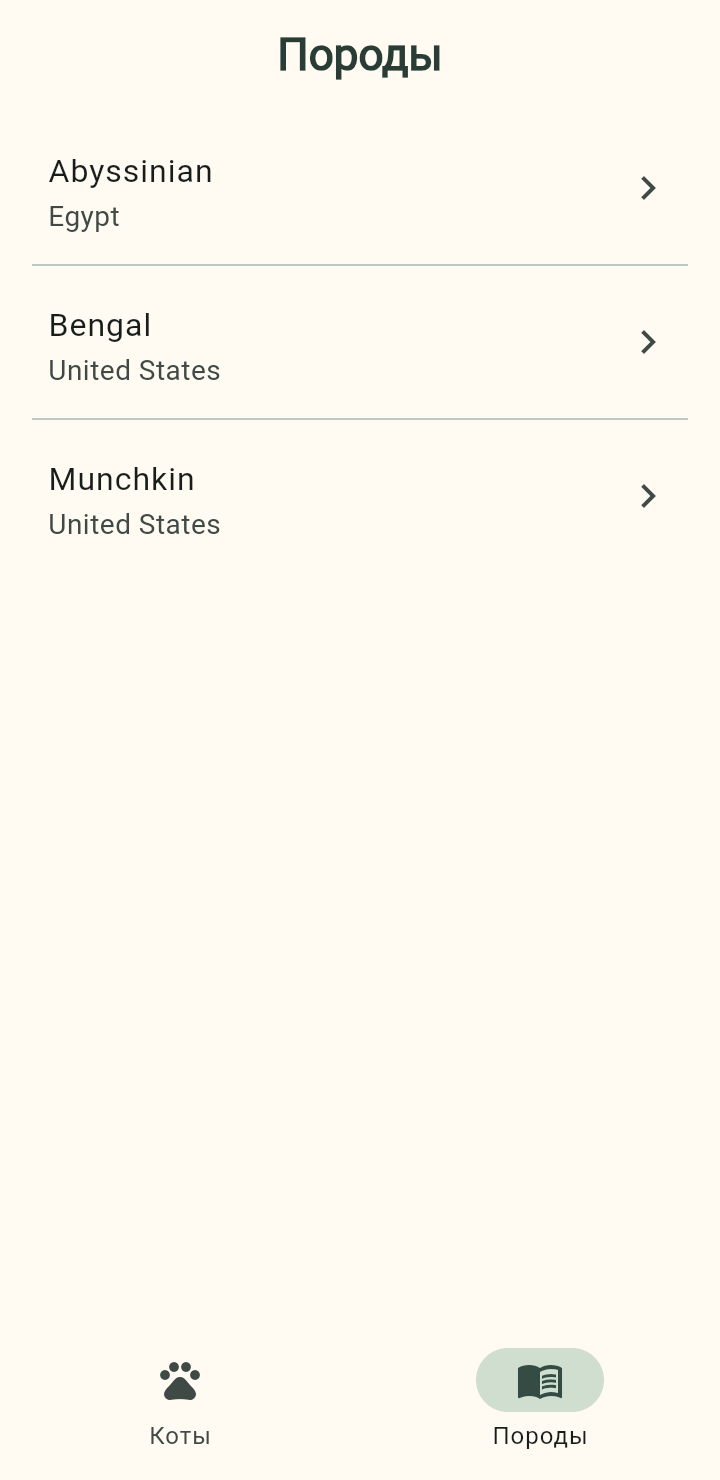 Породы
Abyssinian
Egypt
Bengal
United States
Munchkin
United States
Коты
Породы